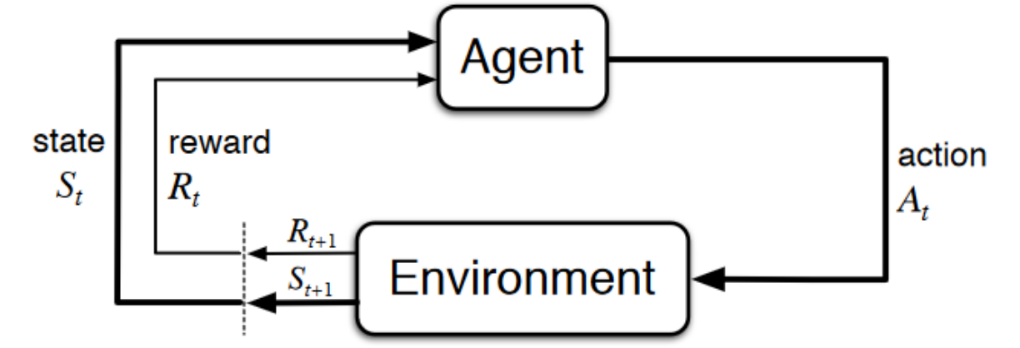 Agent
state
S_t
reward
R_t
action
A_t
R_{t+1}
S_{t+1}
Environment